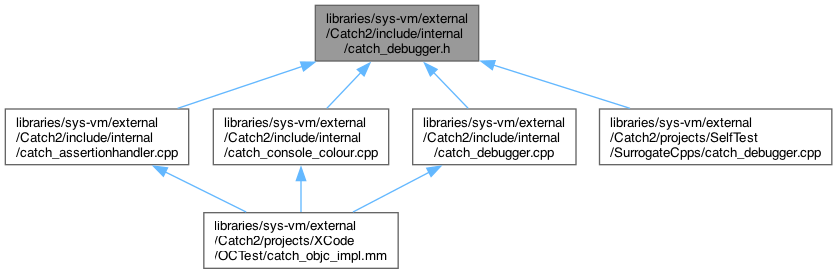 libraries/sys-vm/external
/Catch2/include/internal
/catch_debugger.h
libraries/sys-vm/external
/Catch2/include/internal
/catch_assertionhandler.cpp
libraries/sys-vm/external
/Catch2/include/internal
/catch_console_colour.cpp
libraries/sys-vm/external
/Catch2/include/internal
/catch_debugger.cpp
libraries/sys-vm/external
/Catch2/projects/SelfTest
/SurrogateCpps/catch_debugger.cpp
libraries/sys-vm/external
/Catch2/projects/XCode
/OCTest/catch_objc_impl.mm